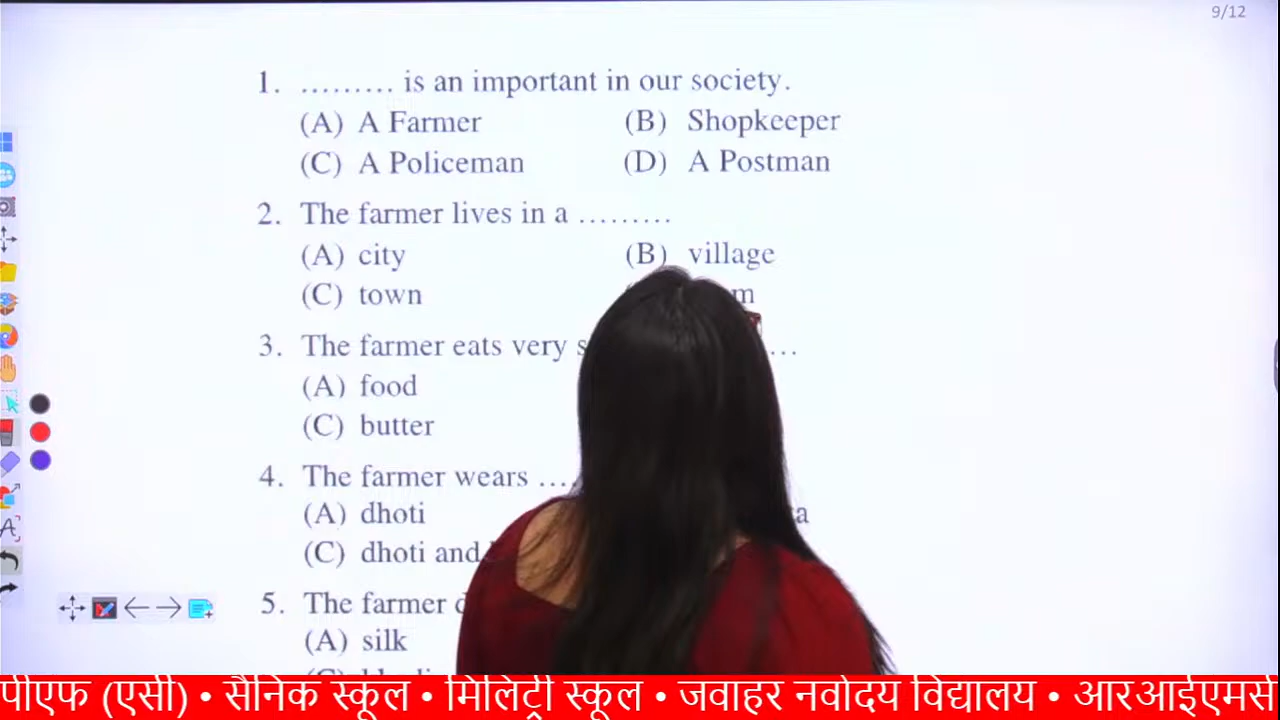 9/12
1. ......... is an important in our society.
(A) A Farmer (B) Shopkeeper
(C) A Policeman (D) A Postman
2. The farmer lives in a .........
(A) city (B) village
(C) town
3. The farmer eats very
(A) food
(C) butter
4. The farmer wears ....
(A) dhoti
(C) dhoti and
5. The farmer
(A) silk
पीएफ (एसी) • सैनिक स्कूल • मिलिट्री स्कूल • जवाहर नवोदय विद्यालय • आरआईएमसी